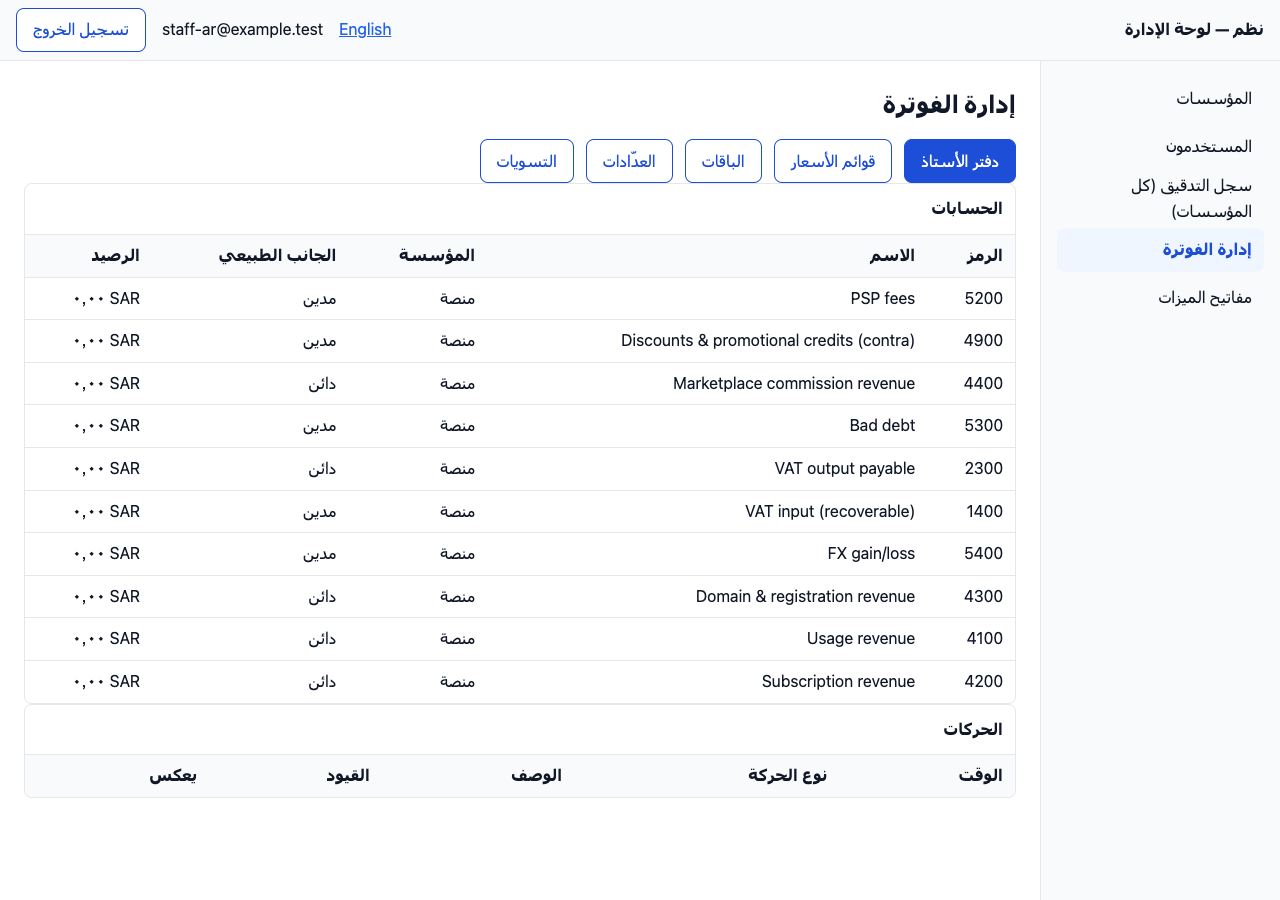 نظم — لوحة الإدارة
English
staff-ar@example.test
تسجيل الخروج
المؤسسات
المستخدمون
سجل التدقيق (كل
المؤسسات)
إدارة الفوترة
مفاتيح الميزات
إدارة الفوترة
دفتر الأستاذ
قوائم الأسعار
الباقات
العدّادات
التسويات
الحسابات
الرمز الاسم المؤسسة الجانب الطبيعي الرصيد
5200 PSP fees منصة مدين ٠٫٠٠ SAR
4900 Discounts & promotional credits (contra) منصة مدين ٠٫٠٠ SAR
4400 Marketplace commission revenue منصة دائن ٠٫٠٠ SAR
5300 Bad debt منصة مدين ٠٫٠٠ SAR
2300 VAT output payable منصة دائن ٠٫٠٠ SAR
1400 VAT input (recoverable) منصة مدين ٠٫٠٠ SAR
5400 FX gain/loss منصة مدين ٠٫٠٠ SAR
4300 Domain & registration revenue منصة دائن ٠٫٠٠ SAR
4100 Usage revenue منصة دائن ٠٫٠٠ SAR
4200 Subscription revenue منصة دائن ٠٫٠٠ SAR
الحركات
الوقت نوع الحركة الوصف القيود يعكس